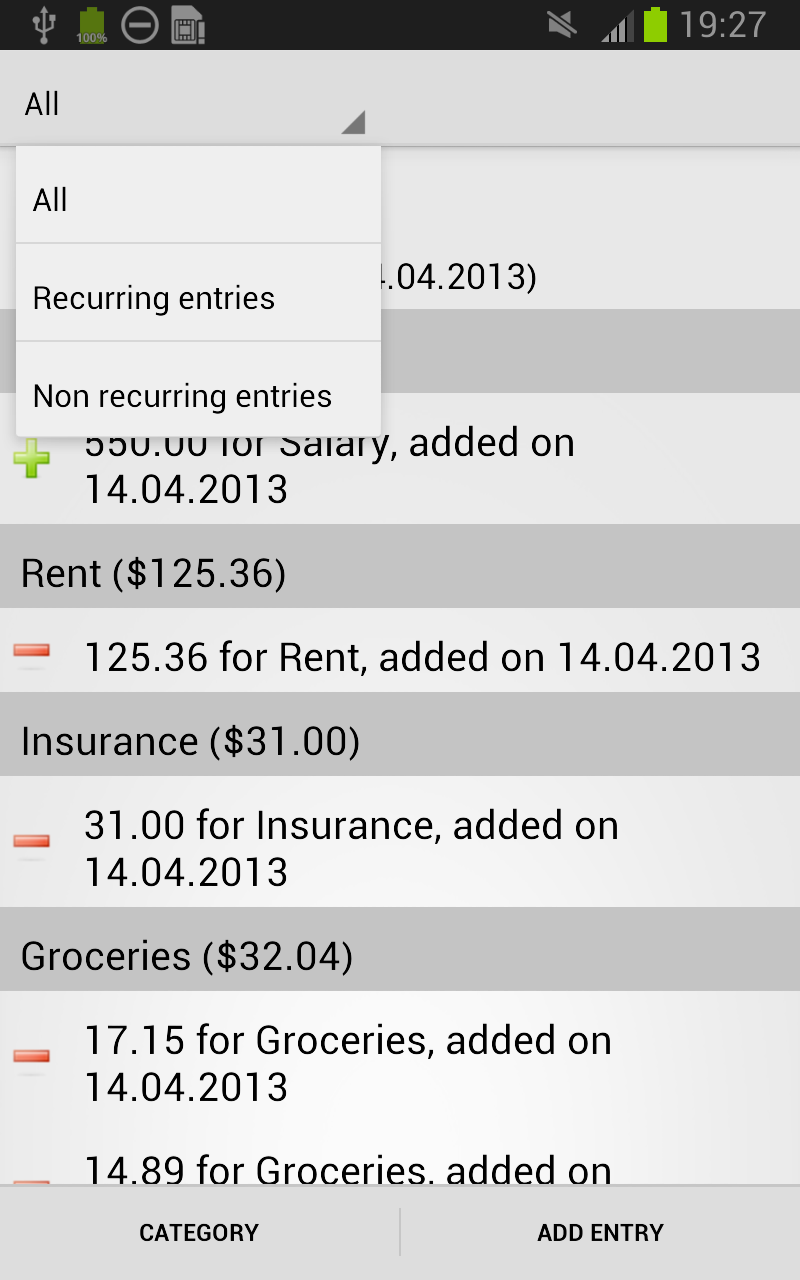 100%
19:27
All
All
.04.2013)
Recurring entries
Non recurring entries
550.00 for Salary, added on
14.04.2013
Rent ($125.36)
125.36 for Rent, added on 14.04.2013
Insurance ($31.00)
31.00 for Insurance, added on
14.04.2013
Groceries ($32.04)
17.15 for Groceries, added on
14.04.2013
14.89 for Groceries, added on
CATEGORY
ADD ENTRY